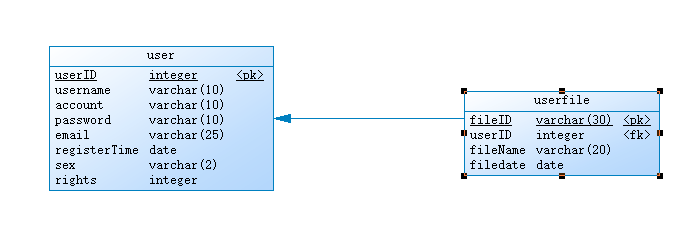 user
userID integer <pk>
username varchar(10)
account varchar(10)
password varchar(10)
email varchar(25)
registerTime date
sex varchar(2)
rights integer
userfile
fileID varchar(30) <pk>
userID integer <fk>
fileName varchar(20)
filedate date